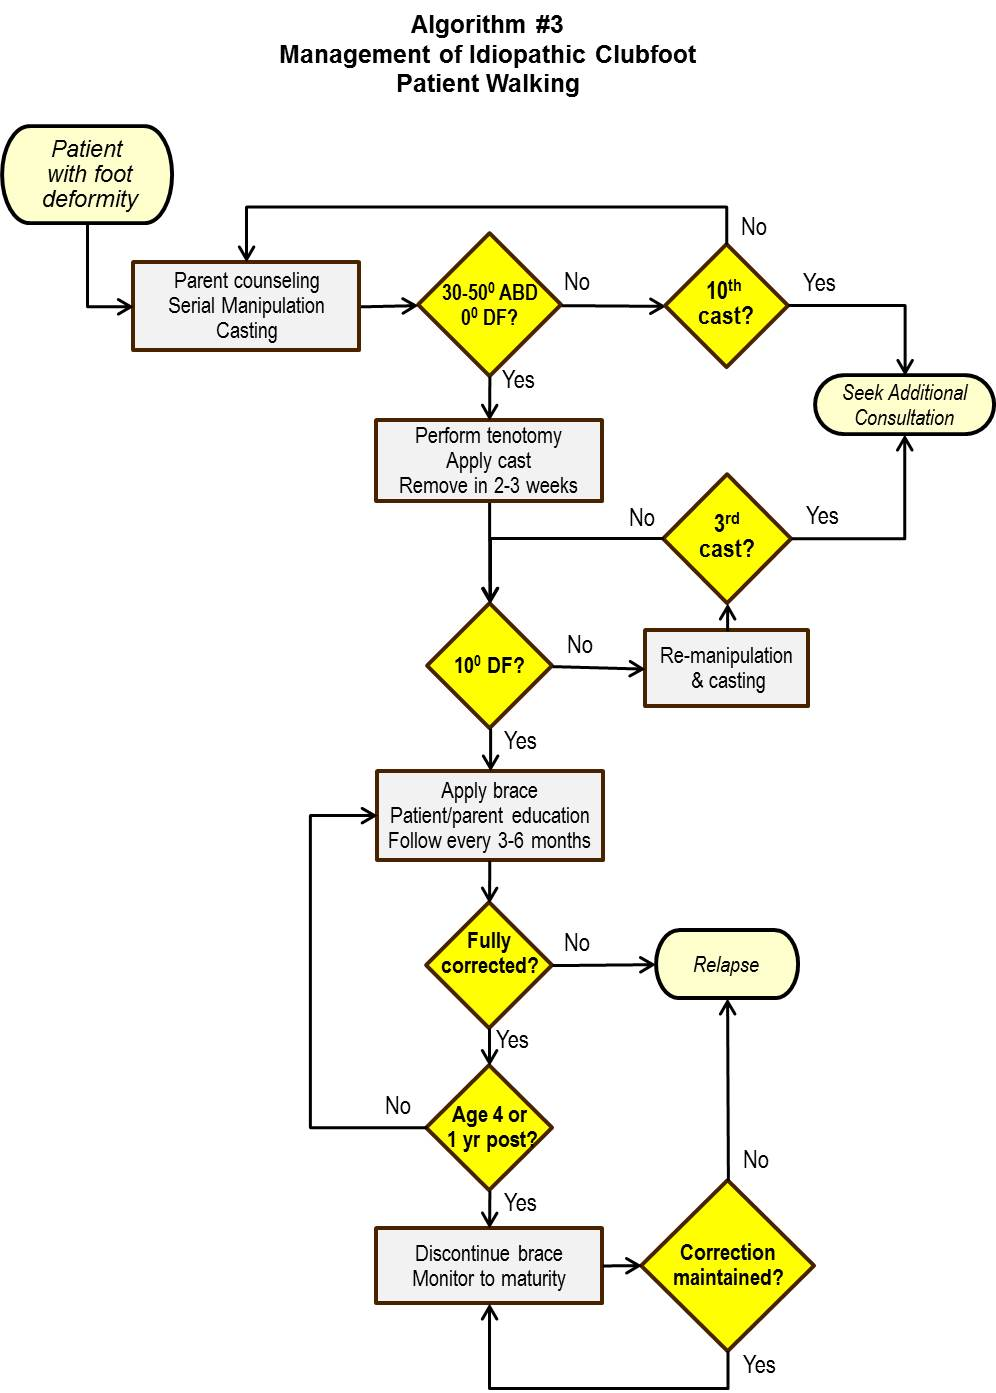 Algorithm #3
Management of Idiopathic Clubfoot
Patient Walking
Patient
with foot
deformity
No
Parent counseling
Serial Manipulation
Casting
30-50⁰ ABD
0⁰ DF?
No
10th
cast?
Yes
Seek Additional
Consultation
Yes
Perform tenotomy
Apply cast
Remove in 2-3 weeks
No
3rd
cast?
Yes
10⁰ DF?
No
Re-manipulation
& casting
Yes
Apply brace
Patient/parent education
Follow every 3-6 months
Fully
corrected?
No
Relapse
Yes
No
Age 4 or
1 yr post?
No
Yes
Discontinue brace
Monitor to maturity
Correction
maintained?
Yes